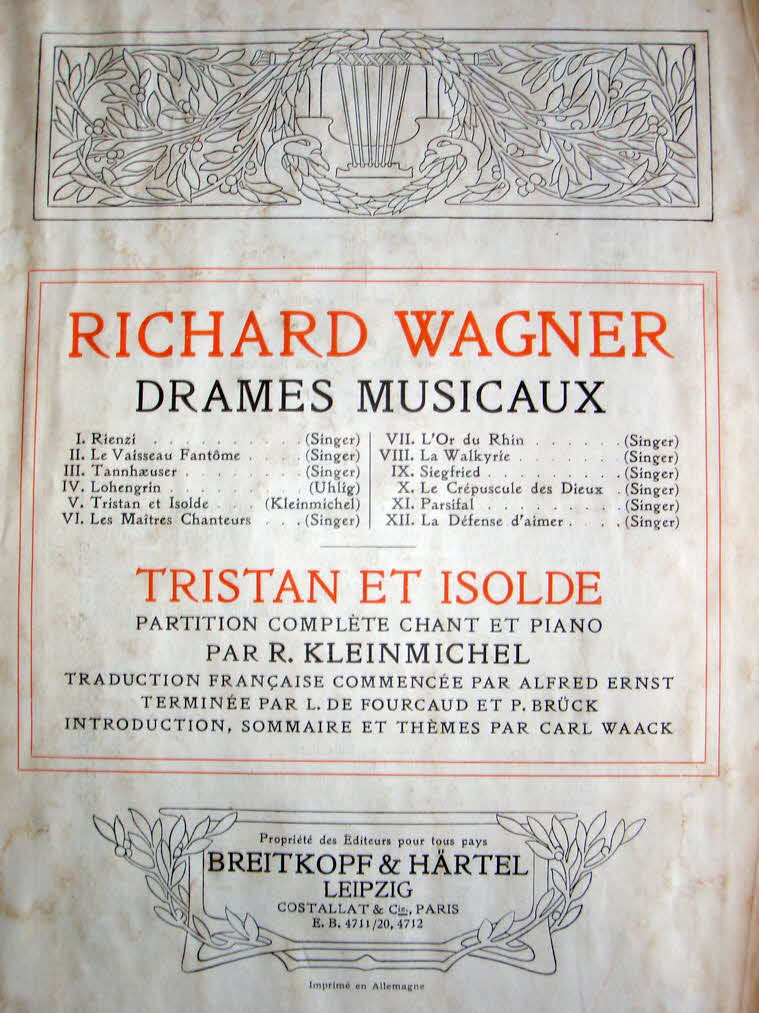 RICHARD WAGNER
DRAMES MUSICAUX
I. Rienzi . . . . . . . . . . (Singer)
II. Le Vaisseau Fantôme . . . . (Singer)
III. Tannhæuser . . . . . . . . (Singer)
IV. Lohengrin . . . . . . . . . (Uhlig)
V. Tristan et Isolde . . . (Kleinmichel)
VI. Les Maîtres Chanteurs . . . (Singer)
VII. L'Or du Rhin . . . . . . (Singer)
VIII. La Walkyrie . . . . . . . (Singer)
IX. Siegfried . . . . . . . . (Singer)
X. Le Crépuscule des Dieux . (Singer)
XI. Parsifal . . . . . . . . . (Singer)
XII. La Défense d'aimer . . . . (Singer)
TRISTAN ET ISOLDE
PARTITION COMPLÈTE CHANT ET PIANO
PAR R. KLEINMICHEL
TRADUCTION FRANÇAISE COMMENCÉE PAR ALFRED ERNST
TERMINÉE PAR L. DE FOURCAUD ET P. BRÜCK
INTRODUCTION, SOMMAIRE ET THÈMES PAR CARL WAACK
Propriété des Editeurs pour tous pays
BREITKOPF & HÄRTEL
LEIPZIG
COSTALLAT & Cie., PARIS
E. B. 4711/20, 4712
Imprimé en Allemagne